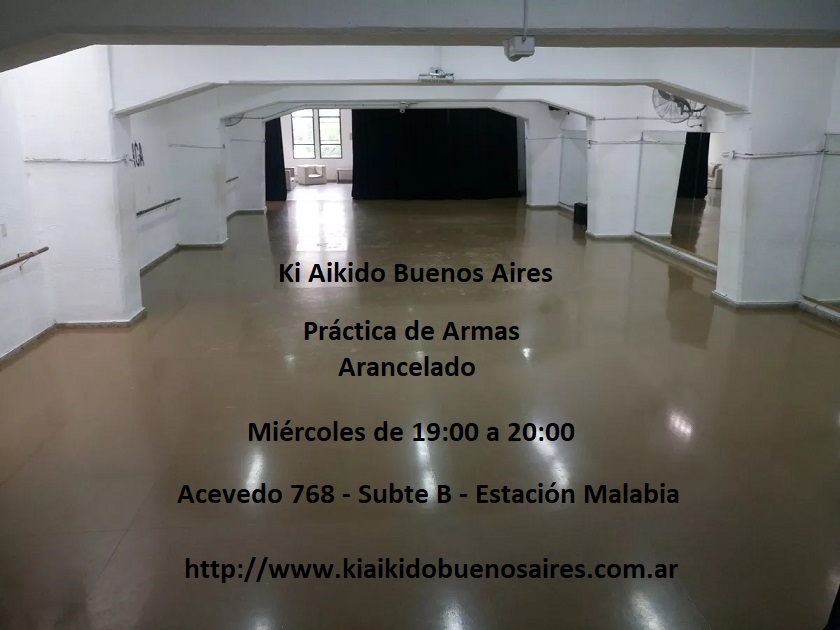 IGA
Ki Aikido Buenos Aires
Práctica de Armas
Arancelado
Miércoles de 19:00 a 20:00
Acevedo 768 - Subte B - Estación Malabia
http://www.kiaikidobuenosaires.com.ar